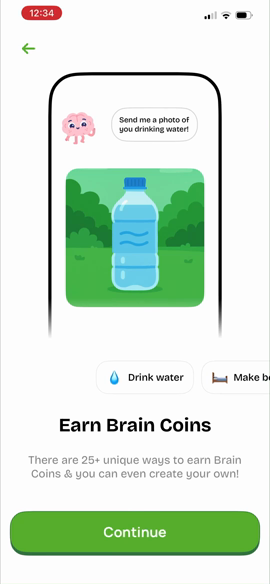 12:34
Send me a photo of
you drinking water!
Drink water
Make be
Earn Brain Coins
There are 25+ unique ways to earn Brain
Coins & you can even create your own!
Continue